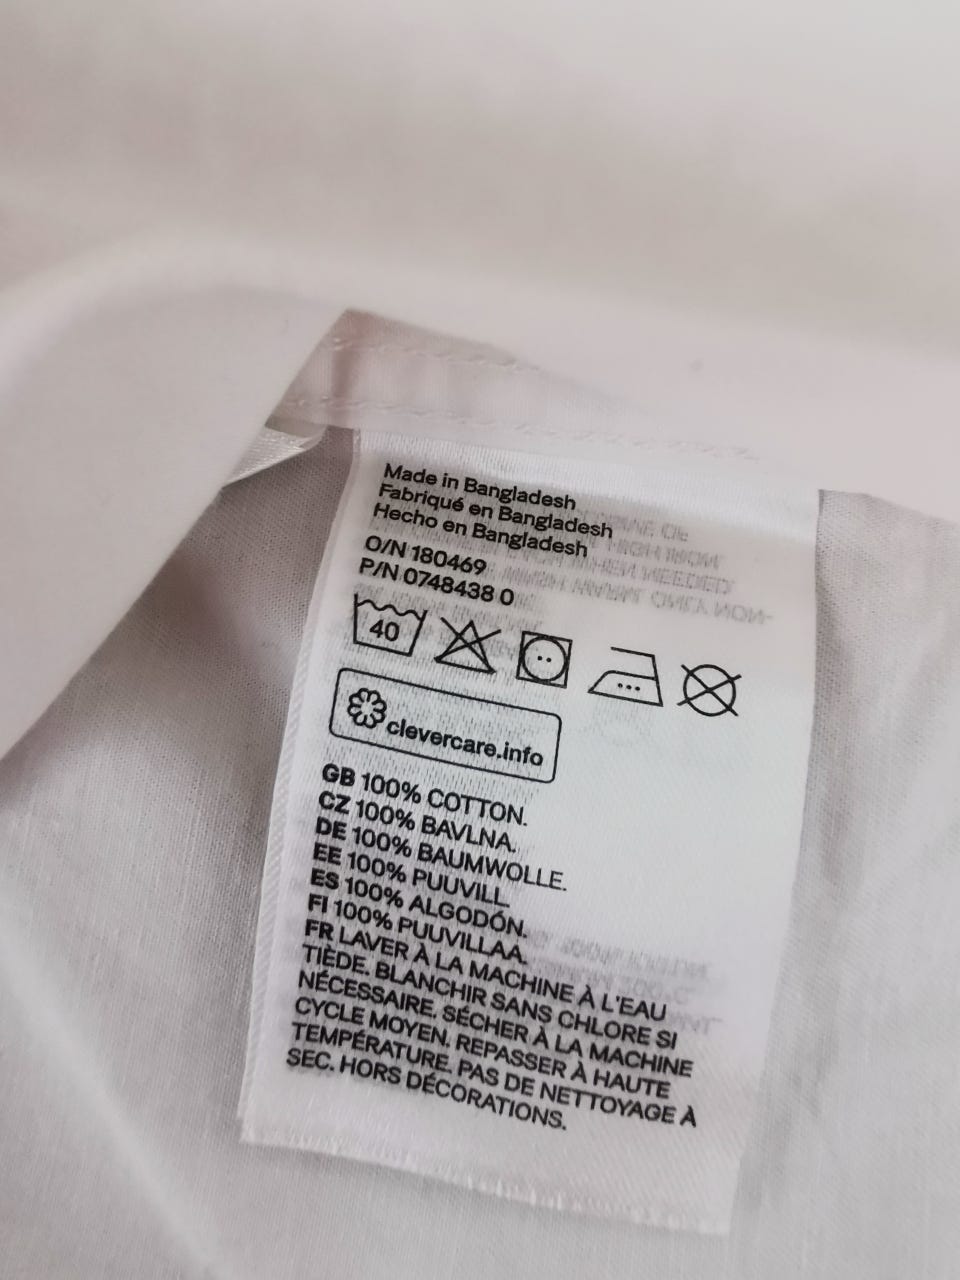 Made in Bangladesh
Fabriqué en Bangladesh
Hecho en Bangladesh
O/N 180469
P/N 0748438 0
40
clevercare.info
GB 100% COTTON.
CZ 100% BAVLNA.
DE 100% BAUMWOLLE.
EE 100% PUUVILL.
ES 100% ALGODÓN.
FI 100% PUUVILLAA.
FR LAVER À LA MACHINE À L'EAU
TIÈDE. BLANCHIR SANS CHLORE SI
NÉCESSAIRE. SÉCHER À LA MACHINE
CYCLE MOYEN. REPASSER À HAUTE
TEMPÉRATURE. PAS DE NETTOYAGE À
SEC. HORS DÉCORATIONS.